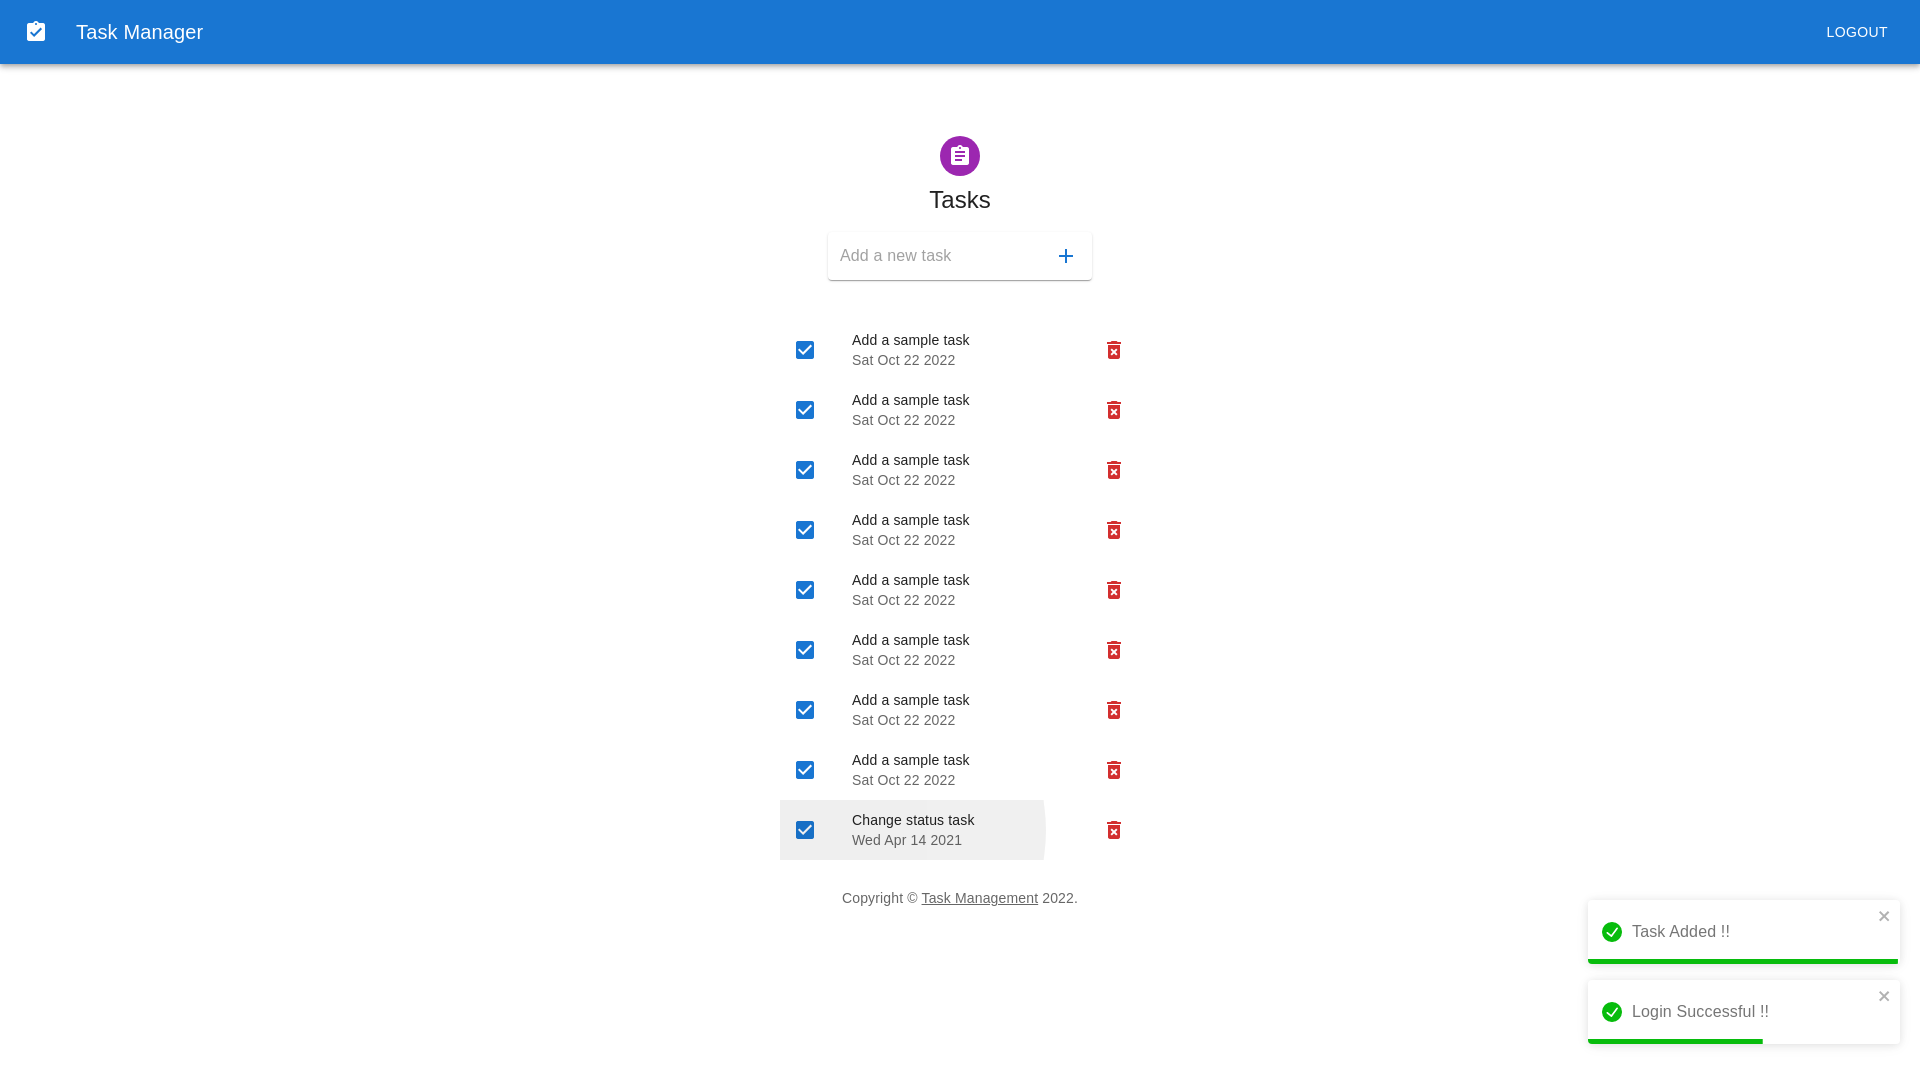 Task Manager
LOGOUT
Tasks
Add a new task
Add a sample task
Sat Oct 22 2022
Add a sample task
Sat Oct 22 2022
Add a sample task
Sat Oct 22 2022
Add a sample task
Sat Oct 22 2022
Add a sample task
Sat Oct 22 2022
Add a sample task
Sat Oct 22 2022
Add a sample task
Sat Oct 22 2022
Add a sample task
Sat Oct 22 2022
Change status task
Wed Apr 14 2021
Copyright © Task Management 2022.
Task Added !!
Login Successful !!